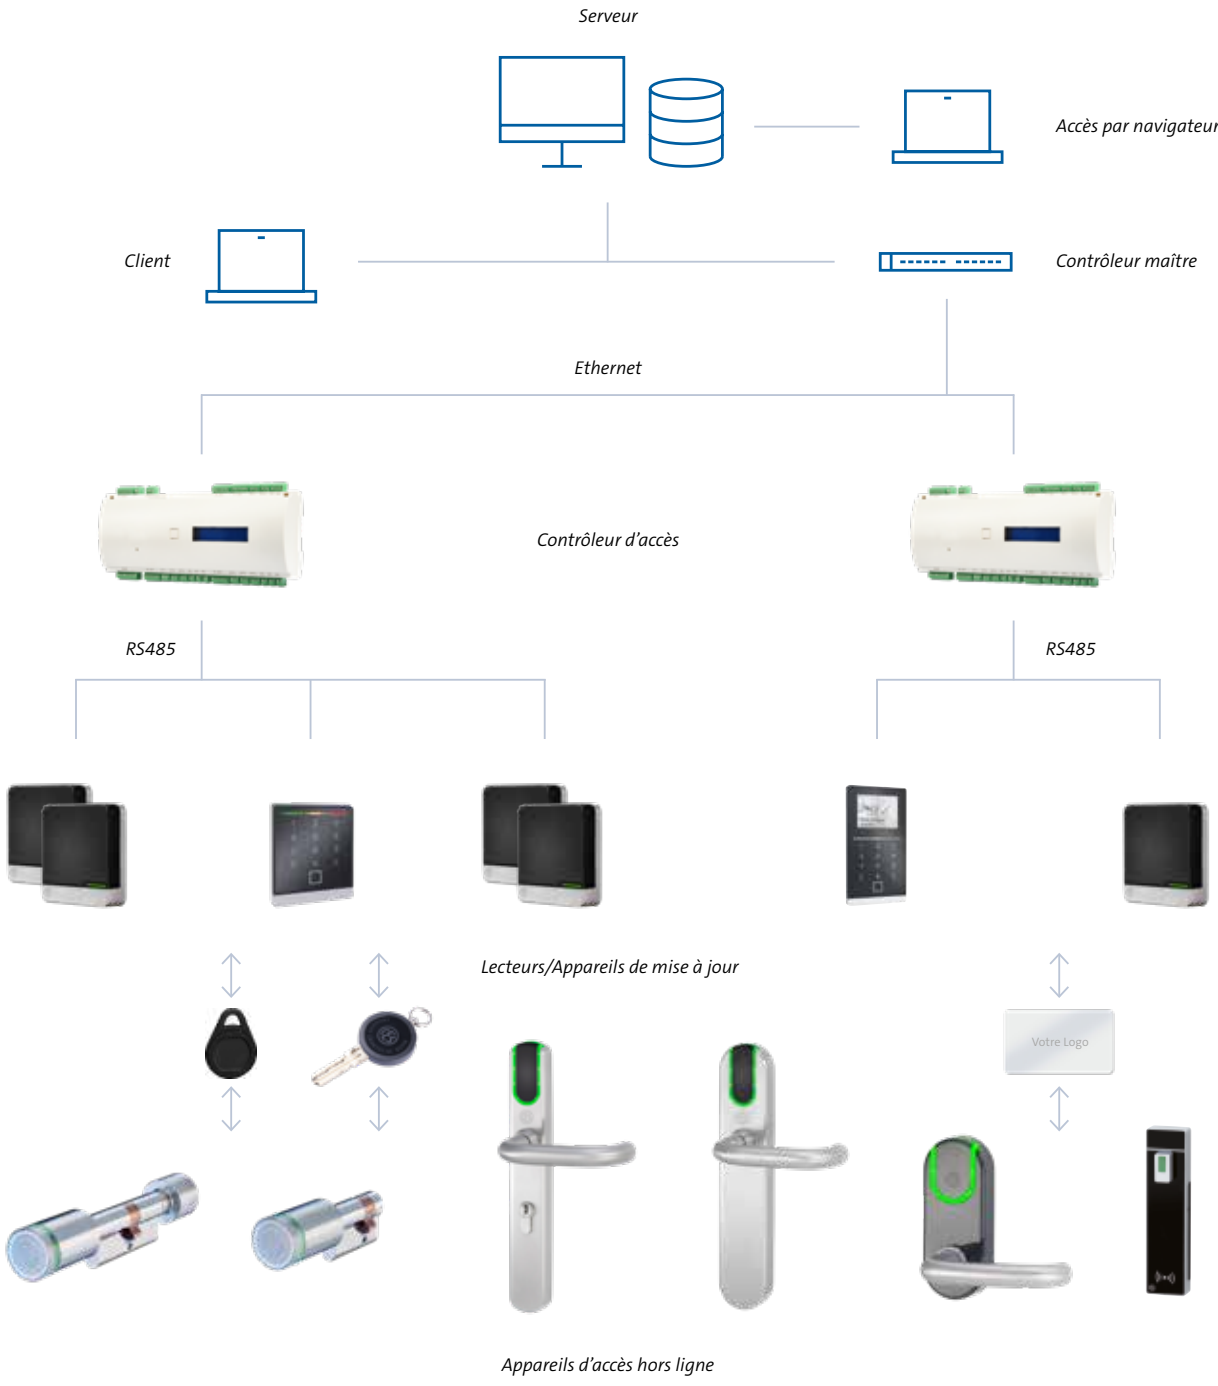 Serveur
Accès par navigateur
Client
Contrôleur maître
Ethernet
Contrôleur d'accès
RS485
RS485
Lecteurs/Appareils de mise à jour
Votre Logo
Appareils d'accès hors ligne